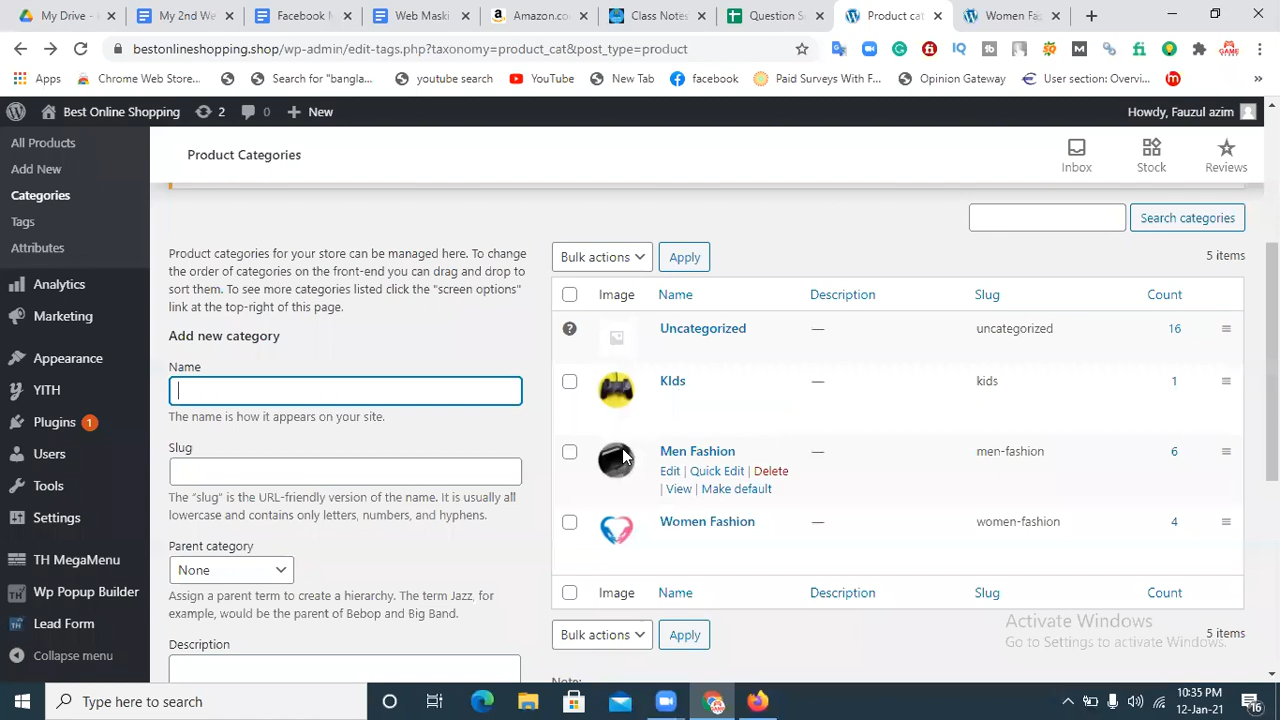 My Drive -
My 2nd We
Facebook M
Web Maski
Amazon.co
Class Notes
Question S
Product cat
Women Fas
bestonlineshopping.shop/wp-admin/edit-tags.php?taxonomy=product_cat&post_type=product
Apps
Chrome Web Store...
Search for "bangla...
youtube search
YouTube
New Tab
facebook
Paid Surveys With F...
Opinion Gateway
User section: Overvi...
»
Best Online Shopping
2
0
New
Howdy, Fauzul azim
All Products
Add New
Categories
Tags
Attributes
Analytics
Marketing
Appearance
YITH
Plugins 1
Users
Tools
Settings
TH MegaMenu
Wp Popup Builder
Lead Form
Collapse menu
Product Categories
Inbox
Stock
Reviews
Search categories
Product categories for your store can be managed here. To change
the order of categories on the front-end you can drag and drop to
sort them. To see more categories listed click the "screen options"
link at the top-right of this page.
Add new category
Name
The name is how it appears on your site.
Slug
The “slug” is the URL-friendly version of the name. It is usually all
lowercase and contains only letters, numbers, and hyphens.
Parent category
None
Assign a parent term to create a hierarchy. The term Jazz, for
example, would be the parent of Bebop and Big Band.
Description
Bulk actions
Apply
5 items
Image Name Description Slug Count
Uncategorized — uncategorized 16
KIds — kids 1
Men Fashion — men-fashion 6
Edit | Quick Edit | Delete
| View | Make default
Women Fashion — women-fashion 4
Image Name Description Slug Count
Bulk actions
Apply
5 items
Activate Windows
Go to Settings to activate Windows.
Note:
Type here to search
10:35 PM
12-Jan-21
16